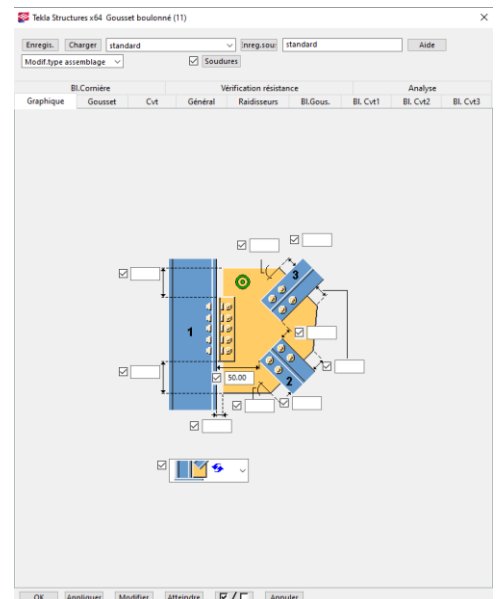 Tekla Structures x64 Gousset boulonné (11)
Enregis. Charger standard :nreg.sou: standard Aide
Modif.type assemblage Soudures
Bl.Cornière Vérification résistance Analyse
Graphique Gousset Cvt Général Raidisseurs Bl.Gous. Bl. Cvt1 Bl. Cvt2 Bl. Cvt3
3
1
50.00
2
OK Appliquer Modifier Atteindre / Annuler